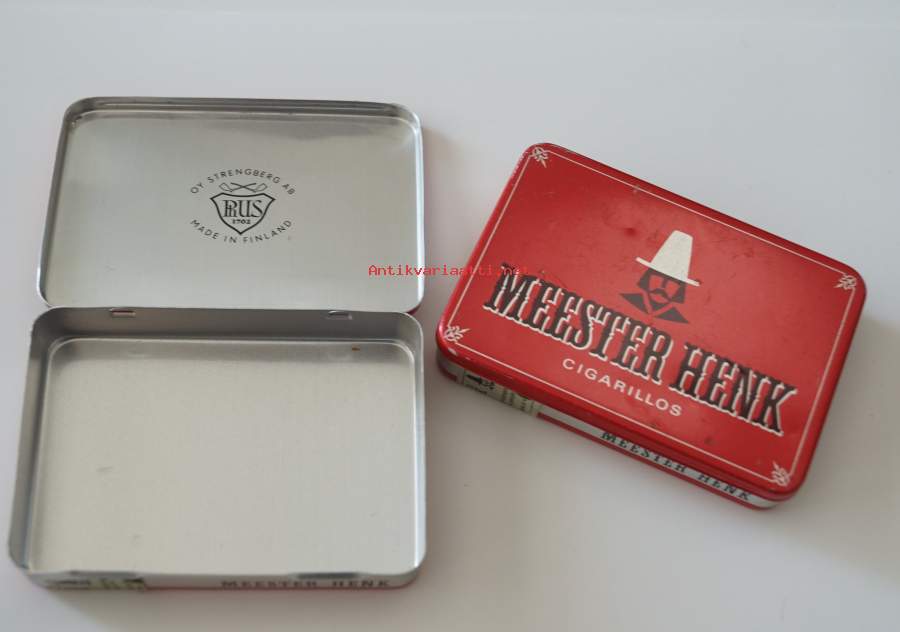 OY STRENGBERG AB
PRUS
1762
MADE IN FINLAND
Antikvariaatti.net
MEESTER HENK
CIGARILLOS
MEESTER HENK
MEESTER HENK